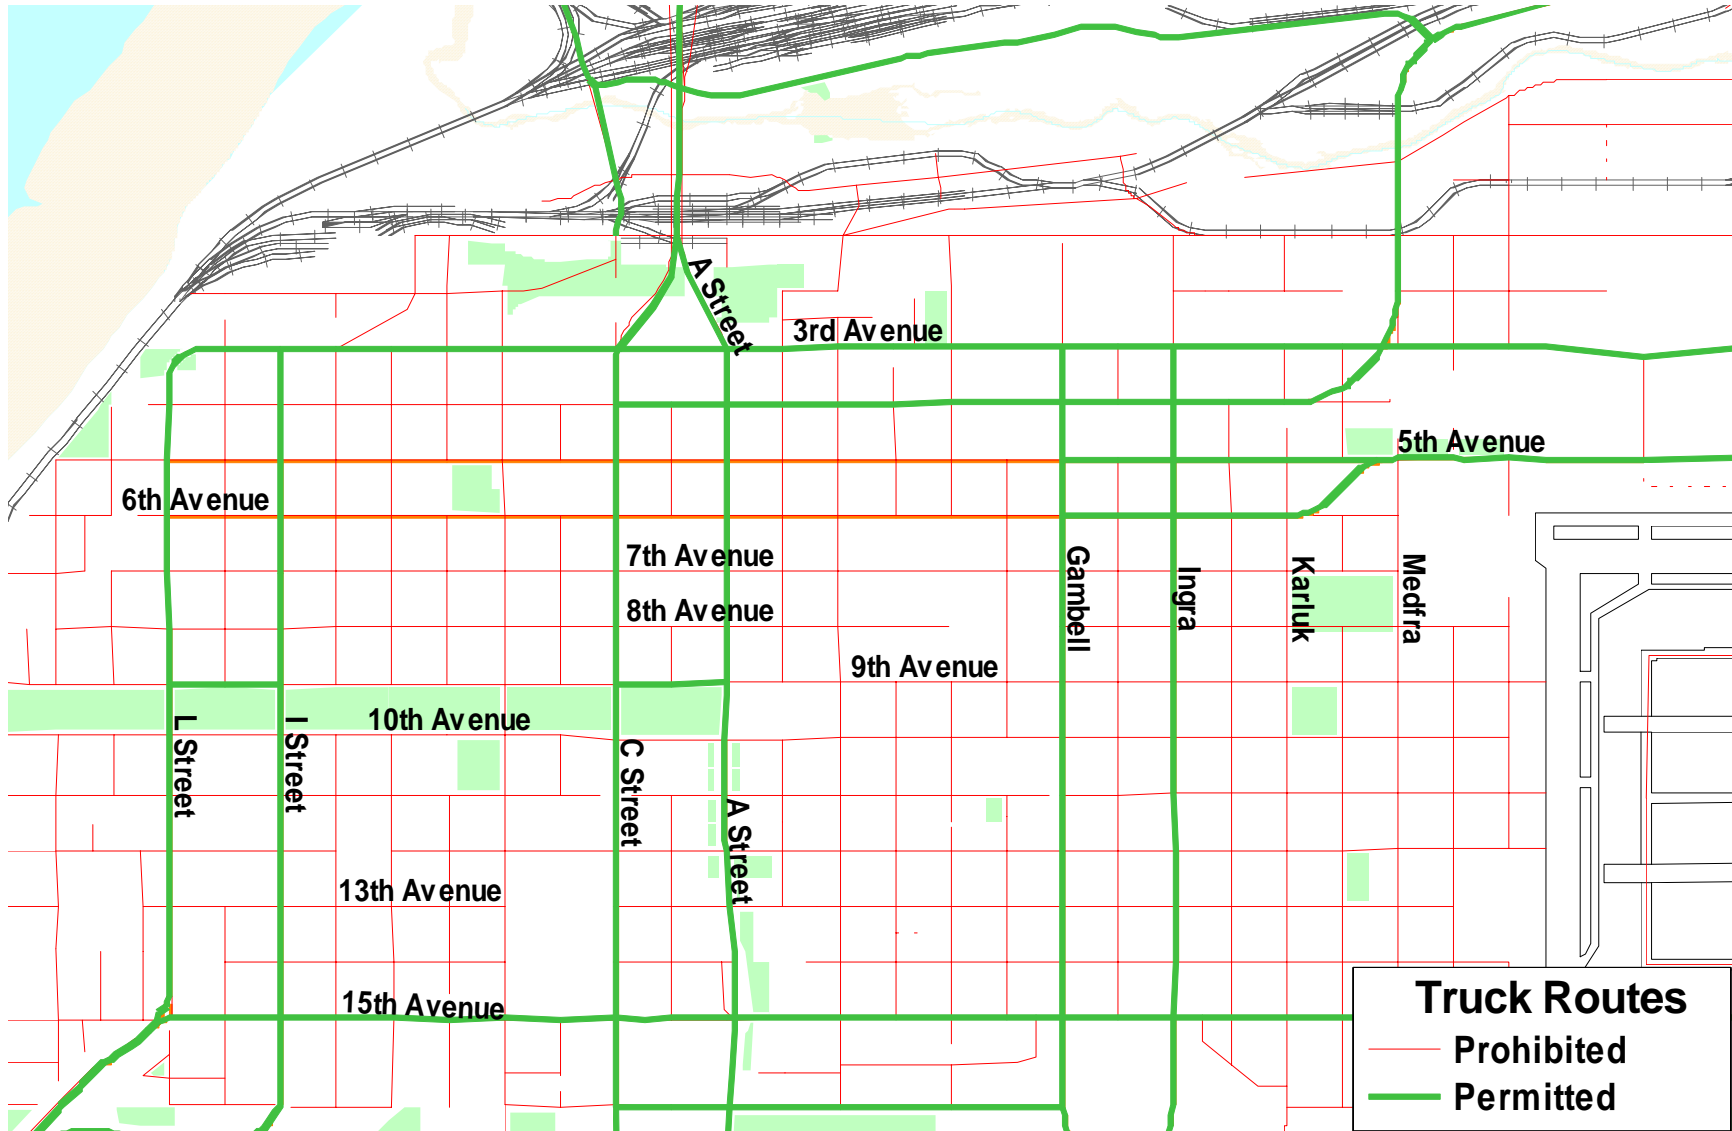 A Street
3rd Avenue
5th Avenue
6th Avenue
7th Avenue
Gambell
Ingra
Karluk
Medfra
8th Avenue
9th Avenue
L Street
I Street
10th Avenue
C Street
A Street
13th Avenue
15th Avenue
Truck Routes
Prohibited
Permitted